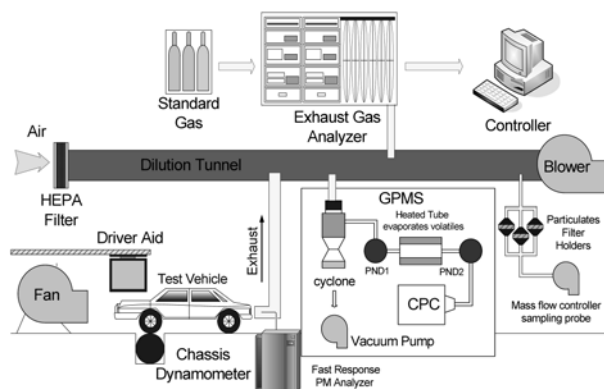 Standard
Gas
Exhaust Gas
Analyzer
Controller
Air
Dilution Tunnel
Blower
HEPA
Filter
GPMS
Heated Tube
evaporates volatiles
PND1
PND2
cyclone
CPC
Vacuum Pump
Particulates
Filter
Holders
Mass flow controller
sampling probe
Driver Aid
Exhaust
Fan
Test Vehicle
Chassis
Dynamometer
Fast Response
PM Analyzer